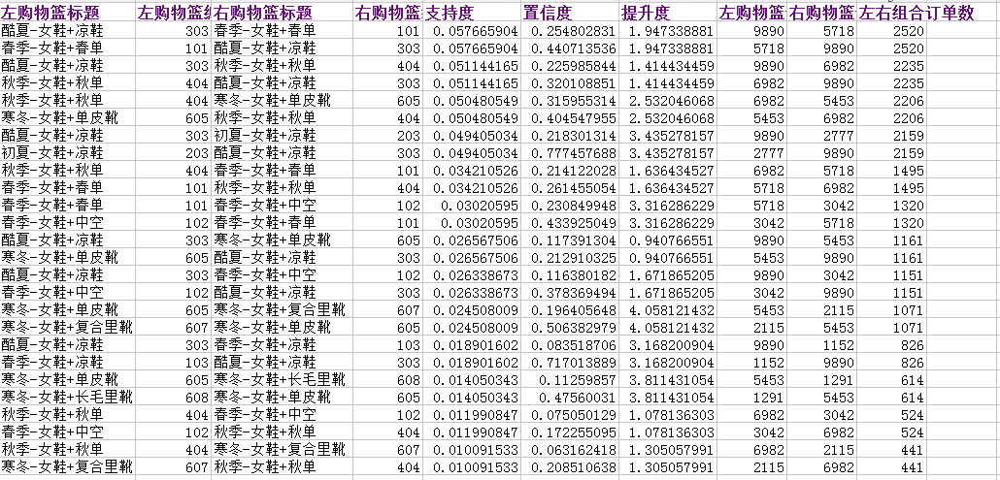 左购物篮标题 左购物篮 右购物篮标题 右购物篮 支持度 置信度 提升度 左购物篮 右购物篮 左右组合订单数
酷夏-女鞋+凉鞋 303 春季-女鞋+春单 101 0.057665904 0.254802831 1.947338881 9890 5718 2520
春季-女鞋+春单 101 酷夏-女鞋+凉鞋 303 0.057665904 0.440713536 1.947338881 5718 9890 2520
酷夏-女鞋+凉鞋 303 秋季-女鞋+秋单 404 0.051144165 0.225985844 1.414434459 9890 6982 2235
秋季-女鞋+秋单 404 酷夏-女鞋+凉鞋 303 0.051144165 0.320108851 1.414434459 6982 9890 2235
秋季-女鞋+秋单 404 寒冬-女鞋+单皮靴 605 0.050480549 0.315955314 2.532046068 6982 5453 2206
寒冬-女鞋+单皮靴 605 秋季-女鞋+秋单 404 0.050480549 0.404547955 2.532046068 5453 6982 2206
酷夏-女鞋+凉鞋 303 初夏-女鞋+凉鞋 203 0.049405034 0.218301314 3.435278157 9890 2777 2159
初夏-女鞋+凉鞋 203 酷夏-女鞋+凉鞋 303 0.049405034 0.777457688 3.435278157 2777 9890 2159
秋季-女鞋+秋单 404 春季-女鞋+春单 101 0.034210526 0.214122028 1.636434527 6982 5718 1495
春季-女鞋+春单 101 秋季-女鞋+秋单 404 0.034210526 0.261455054 1.636434527 5718 6982 1495
春季-女鞋+春单 101 春季-女鞋+中空 102 0.03020595 0.230849948 3.316286229 5718 3042 1320
春季-女鞋+中空 102 春季-女鞋+春单 101 0.03020595 0.433925049 3.316286229 3042 5718 1320
酷夏-女鞋+凉鞋 303 寒冬-女鞋+单皮靴 605 0.026567506 0.117391304 0.940766551 9890 5453 1161
寒冬-女鞋+单皮靴 605 酷夏-女鞋+凉鞋 303 0.026567506 0.212910325 0.940766551 5453 9890 1161
酷夏-女鞋+凉鞋 303 春季-女鞋+中空 102 0.026338673 0.116380182 1.671865205 9890 3042 1151
春季-女鞋+中空 102 酷夏-女鞋+凉鞋 303 0.026338673 0.378369494 1.671865205 3042 9890 1151
寒冬-女鞋+单皮靴 605 寒冬-女鞋+复合里靴 607 0.024508009 0.196405648 4.058121432 5453 2115 1071
寒冬-女鞋+复合里靴 607 寒冬-女鞋+单皮靴 605 0.024508009 0.506382979 4.058121432 2115 5453 1071
酷夏-女鞋+凉鞋 303 春季-女鞋+凉鞋 103 0.018901602 0.083518706 3.168200904 9890 1152 826
春季-女鞋+凉鞋 103 酷夏-女鞋+凉鞋 303 0.018901602 0.717013889 3.168200904 1152 9890 826
寒冬-女鞋+单皮靴 605 寒冬-女鞋+长毛里靴 608 0.014050343 0.11259857 3.811431054 5453 1291 614
寒冬-女鞋+长毛里靴 608 寒冬-女鞋+单皮靴 605 0.014050343 0.47560031 3.811431054 1291 5453 614
秋季-女鞋+秋单 404 春季-女鞋+中空 102 0.011990847 0.075050129 1.078136303 6982 3042 524
春季-女鞋+中空 102 秋季-女鞋+秋单 404 0.011990847 0.172255095 1.078136303 3042 6982 524
秋季-女鞋+秋单 404 寒冬-女鞋+复合里靴 607 0.010091533 0.063162418 1.305057991 6982 2115 441
寒冬-女鞋+复合里靴 607 秋季-女鞋+秋单 404 0.010091533 0.208510638 1.305057991 2115 6982 441